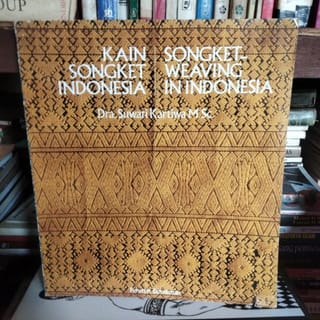 KAIN
SONGKET
INDONESIA
SONGKET-
WEAVING
IN INDONESIA
Dra. Suwati Kartiwa M.Sc.